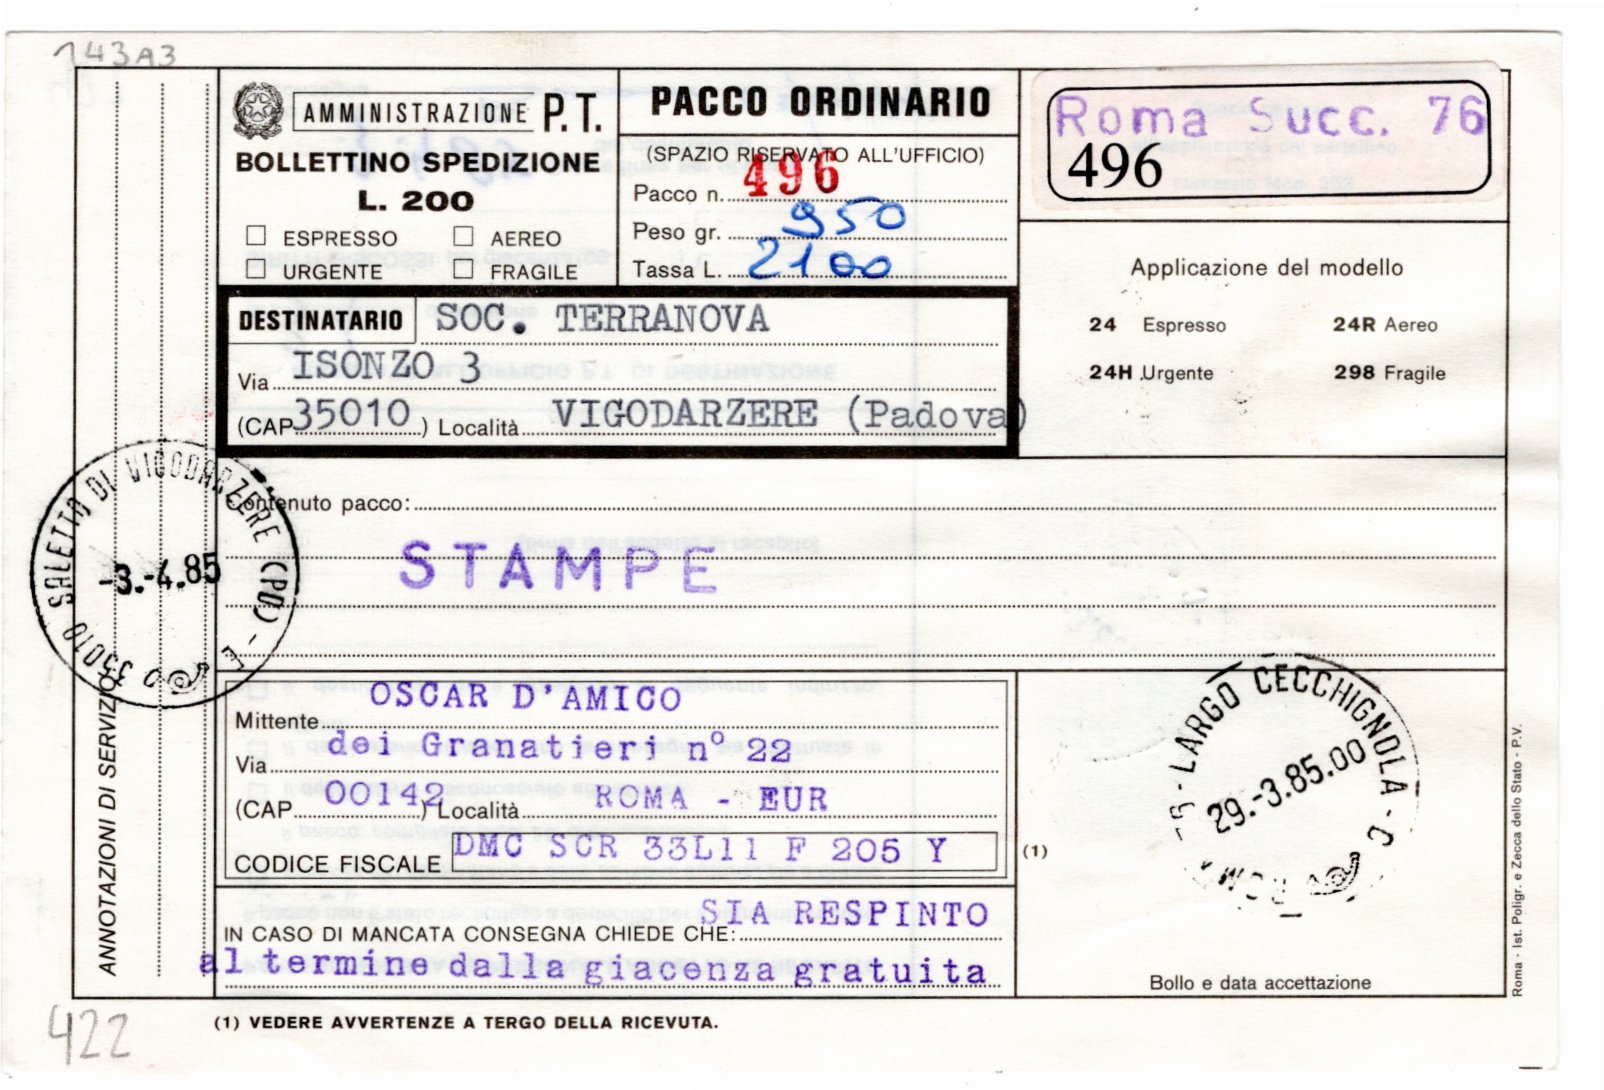 143A3
AMMINISTRAZIONE P.T.
BOLLETTINO SPEDIZIONE
L. 200
ESPRESSO AEREO
URGENTE FRAGILE
PACCO ORDINARIO
(SPAZIO RISERVATO ALL'UFFICIO)
Pacco n. 496
Peso gr. 950
Tassa L. 2100
Roma Succ. 76
496
Applicazione del modello
24 Espresso 24R Aereo
24H Urgente 298 Fragile
DESTINATARIO SOC. TERRANOVA
Via ISONZO 3
(CAP 35010 ) Località VIGODARZERE (Padova)
Contenuto pacco:
STAMPE
35010 SALETTO DI VIGODARZERE (PD) - E
-3.-4.85
ANNOTAZIONI DI SERVIZIO
Mittente OSCAR D'AMICO
Via dei Granatieri n° 22
(CAP 00142 ) Località ROMA - EUR
CODICE FISCALE DMC SCR 33L11 F 205 Y
IN CASO DI MANCATA CONSEGNA CHIEDE CHE: SIA RESPINTO
al termine dalla giacenza gratuita
(1)
ROMA - LARGO CECCHIGNOLA - C
29.-3.85.00
Bollo e data accettazione
Roma - Ist. Poligr. e Zecca dello Stato - P.V.
(1) VEDERE AVVERTENZE A TERGO DELLA RICEVUTA.
422